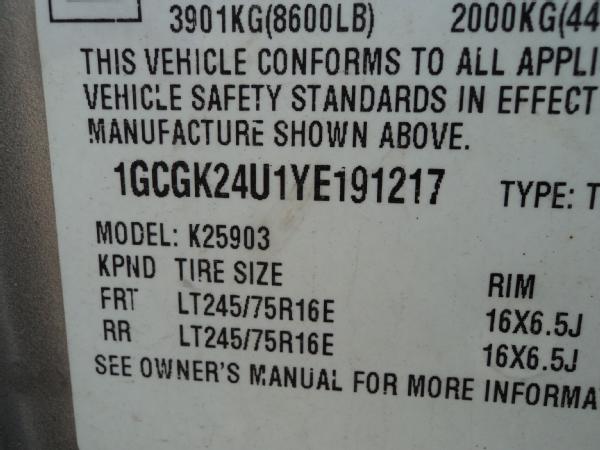 3901KG(8600LB) 2000KG(44
THIS VEHICLE CONFORMS TO ALL APPLI
VEHICLE SAFETY STANDARDS IN EFFECT
MANUFACTURE SHOWN ABOVE.
1GCGK24U1YE191217 TYPE: T
MODEL: K25903
KPND TIRE SIZE RIM
FRT LT245/75R16E 16X6.5J
RR LT245/75R16E 16X6.5J
SEE OWNER'S MANUAL FOR MORE INFORMA